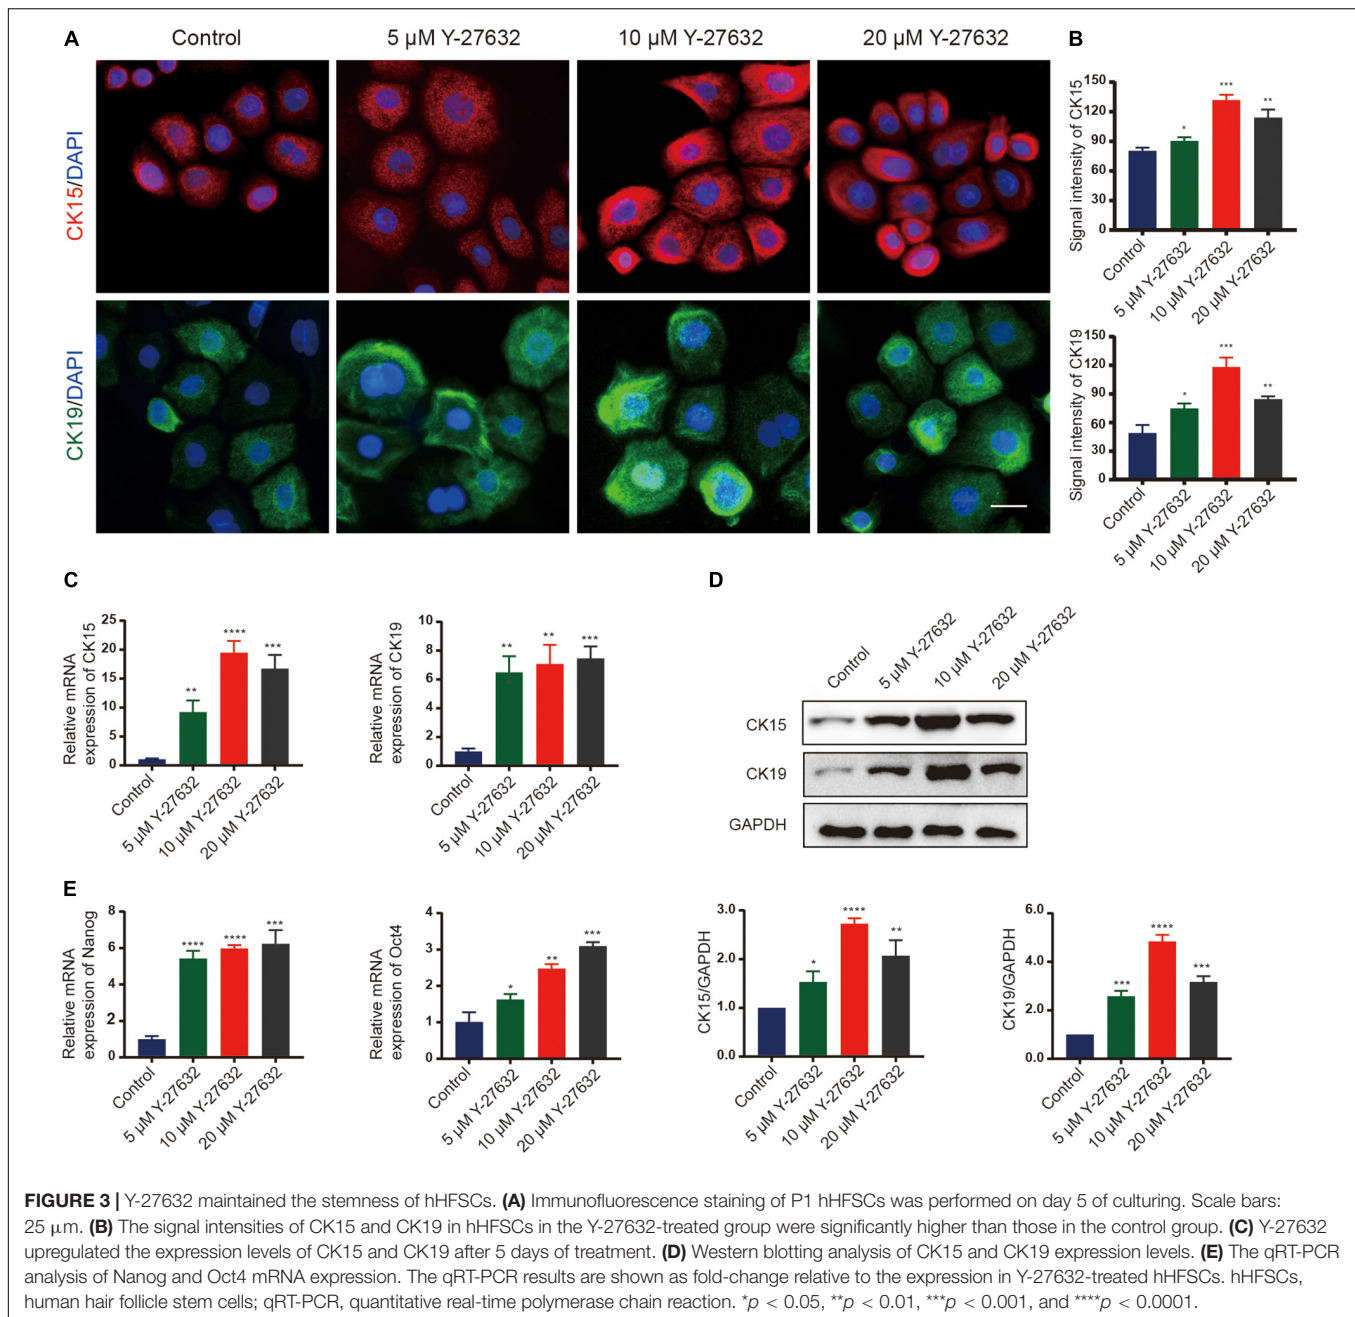 A
Control
5 µM Y-27632
10 µM Y-27632
20 µM Y-27632
CK15/DAPI
CK19/DAPI
B
Signal intensity of CK15
150
120
90
60
30
0
*
***
**
Control
5 µM Y-27632
10 µM Y-27632
20 µM Y-27632
Signal intensity of CK19
150
120
90
60
30
0
*
***
**
Control
5 µM Y-27632
10 µM Y-27632
20 µM Y-27632
C
Relative mRNA
expression of CK15
25
20
15
10
5
0
**
****
***
Control
5 µM Y-27632
10 µM Y-27632
20 µM Y-27632
Relative mRNA
expression of CK19
10
8
6
4
2
0
**
**
***
Control
5 µM Y-27632
10 µM Y-27632
20 µM Y-27632
D
Control
5 µM Y-27632
10 µM Y-27632
20 µM Y-27632
CK15
CK19
GAPDH
E
Relative mRNA
expression of Nanog
8
6
4
2
0
****
****
***
Control
5 µM Y-27632
10 µM Y-27632
20 µM Y-27632
Relative mRNA
expression of Oct4
4
3
2
1
0
*
**
***
Control
5 µM Y-27632
10 µM Y-27632
20 µM Y-27632
CK15/GAPDH
3.0
2.0
1.0
0.0
*
****
**
Control
5 µM Y-27632
10 µM Y-27632
20 µM Y-27632
CK19/GAPDH
6.0
4.0
2.0
0.0
***
****
***
Control
5 µM Y-27632
10 µM Y-27632
20 µM Y-27632
FIGURE 3 | Y-27632 maintained the stemness of hHFSCs. (A) Immunofluorescence staining of P1 hHFSCs was performed on day 5 of culturing. Scale bars:
25 µm. (B) The signal intensities of CK15 and CK19 in hHFSCs in the Y-27632-treated group were significantly higher than those in the control group. (C) Y-27632
upregulated the expression levels of CK15 and CK19 after 5 days of treatment. (D) Western blotting analysis of CK15 and CK19 expression levels. (E) The qRT-PCR
analysis of Nanog and Oct4 mRNA expression. The qRT-PCR results are shown as fold-change relative to the expression in Y-27632-treated hHFSCs. hHFSCs,
human hair follicle stem cells; qRT-PCR, quantitative real-time polymerase chain reaction. *p < 0.05, **p < 0.01, ***p < 0.001, and ****p < 0.0001.